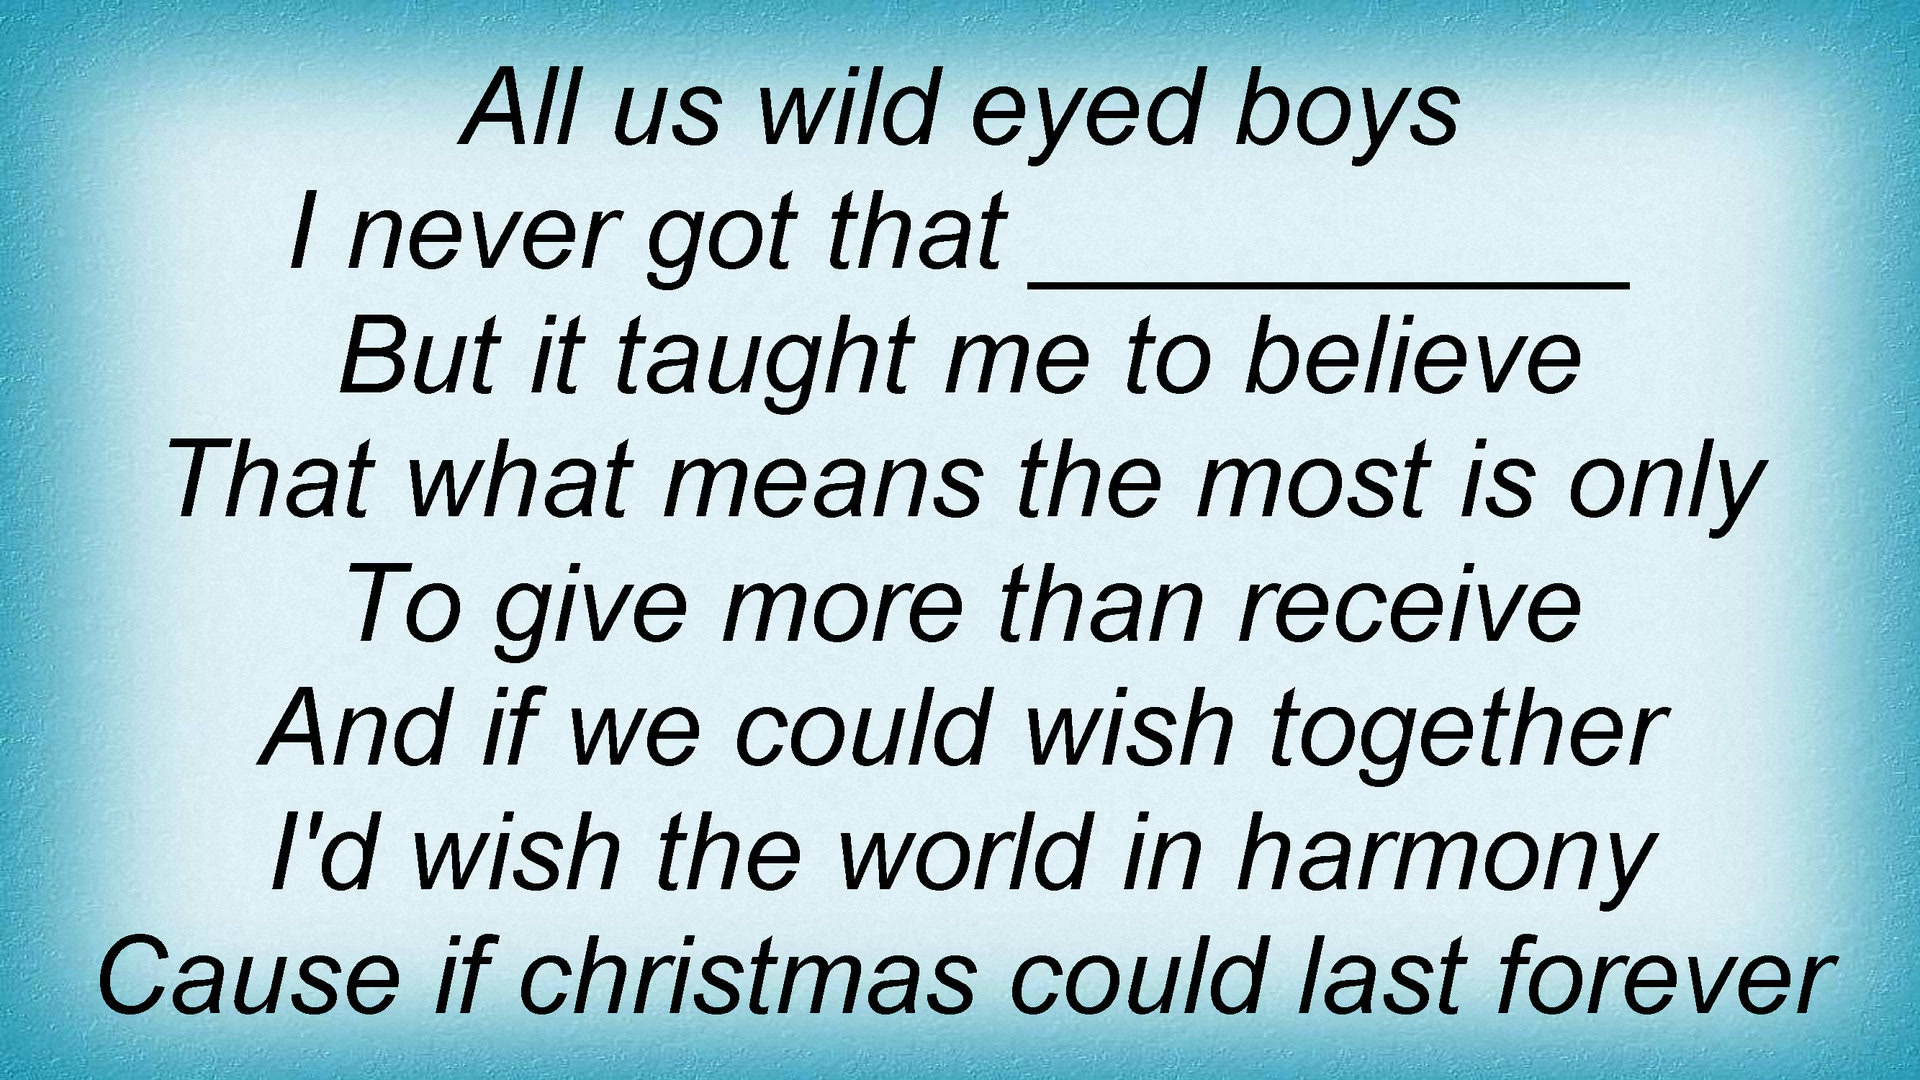 All us wild eyed boys
I never got that ____________
But it taught me to believe
That what means the most is only
To give more than receive
And if we could wish together
I'd wish the world in harmony
Cause if christmas could last forever